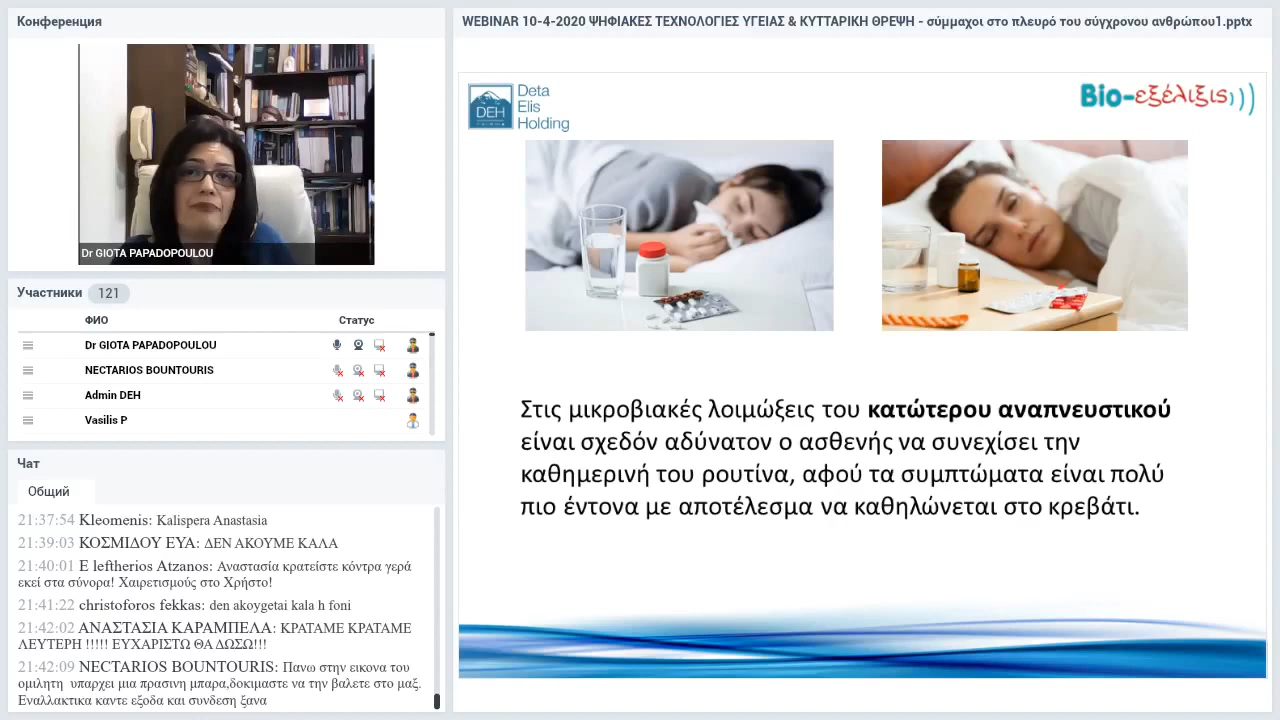 Конференция
Dr GIOTA PAPADOPOULOU
Участники 121
ФИО Статус
Dr GIOTA PAPADOPOULOU
NECTARIOS BOUNTOURIS
Admin DEH
Vasilis P
Чат
Общий
21:37:54 Kleomenis: Kalispera Anastasia
21:39:03 ΚΟΣΜΙΔΟΥ ΕΥΑ: ΔΕΝ ΑΚΟΥΜΕ ΚΑΛΑ
21:40:01 E leftherios Atzanos: Αναστασία κρατείστε κόντρα γερά
εκεί στα σύνορα! Χαιρετισμούς στο Χρήστο!
21:41:22 christoforos fekkas: den akoygetai kala h foni
21:42:02 ΑΝΑΣΤΑΣΙΑ ΚΑΡΑΜΠΕΛΑ: ΚΡΑΤΑΜΕ ΚΡΑΤΑΜΕ
ΛΕΥΤΕΡΗ !!!!! ΕΥΧΑΡΙΣΤΩ ΘΑ ΔΩΣΩ!!!
21:42:09 NECTARIOS BOUNTOURIS: Πανω στην εικονα του
ομιλητη υπαρχει μια πρασινη μπαρα,δοκιμαστε να την βαλετε στο μαξ.
Εναλλακτικα καντε εξοδα και συνδεση ξανα
WEBINAR 10-4-2020 ΨΗΦΙΑΚΕΣ ΤΕΧΝΟΛΟΓΙΕΣ ΥΓΕΙΑΣ & ΚΥΤΤΑΡΙΚΗ ΘΡΕΨΗ - σύμμαχοι στο πλευρό του σύγχρονου ανθρώπου1.pptx
DEH
Deta
Elis
Holding
Bio-εξέλιξις
Στις μικροβιακές λοιμώξεις του κατώτερου αναπνευστικού
είναι σχεδόν αδύνατον ο ασθενής να συνεχίσει την
καθημερινή του ρουτίνα, αφού τα συμπτώματα είναι πολύ
πιο έντονα με αποτέλεσμα να καθηλώνεται στο κρεβάτι.